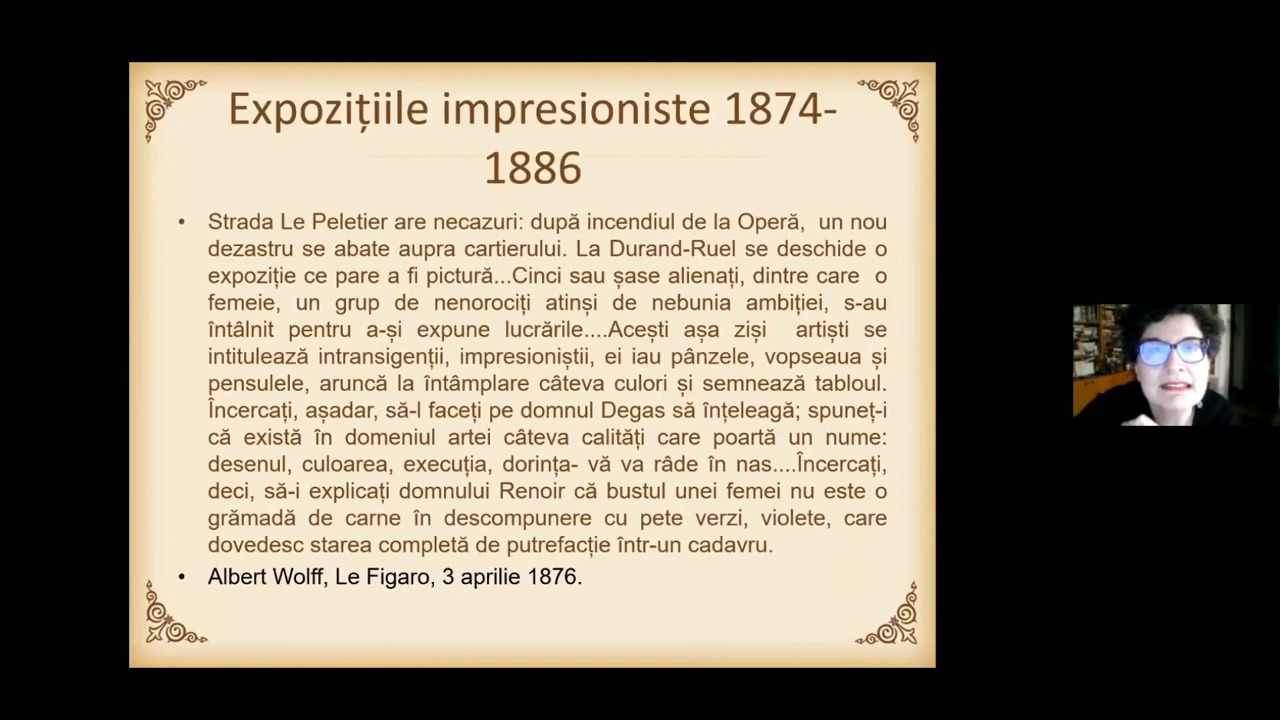 Expozițiile impresioniste 1874-
1886
• Strada Le Peletier are necazuri: după incendiul de la Operă, un nou
dezastru se abate aupra cartierului. La Durand-Ruel se deschide o
expoziție ce pare a fi pictură...Cinci sau șase alienați, dintre care o
femeie, un grup de nenorociți atinși de nebunia ambiției, s-au
întâlnit pentru a-și expune lucrările....Acești așa ziși artiști se
intitulează intransigenții, impresioniștii, ei iau pânzele, vopseaua și
pensulele, aruncă la întâmplare câteva culori și semnează tabloul.
Încercați, așadar, să-l faceți pe domnul Degas să înțeleagă; spuneț-i
că există în domeniul artei câteva calități care poartă un nume:
desenul, culoarea, execuția, dorința- vă va râde în nas....Încercați,
deci, să-i explicați domnului Renoir că bustul unei femei nu este o
grămadă de carne în descompunere cu pete verzi, violete, care
dovedesc starea completă de putrefacție într-un cadavru.
• Albert Wolff, Le Figaro, 3 aprilie 1876.